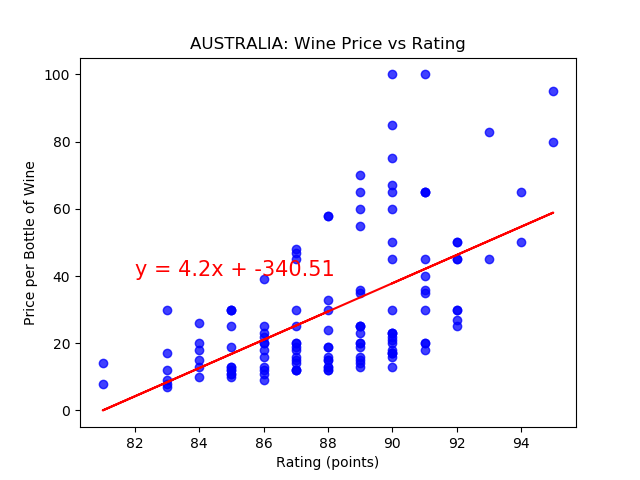 AUSTRALIA: Wine Price vs Rating
100
80
60
40
20
0
Price per Bottle of Wine
y = 4.2x + -340.51
82 84 86 88 90 92 94
Rating (points)